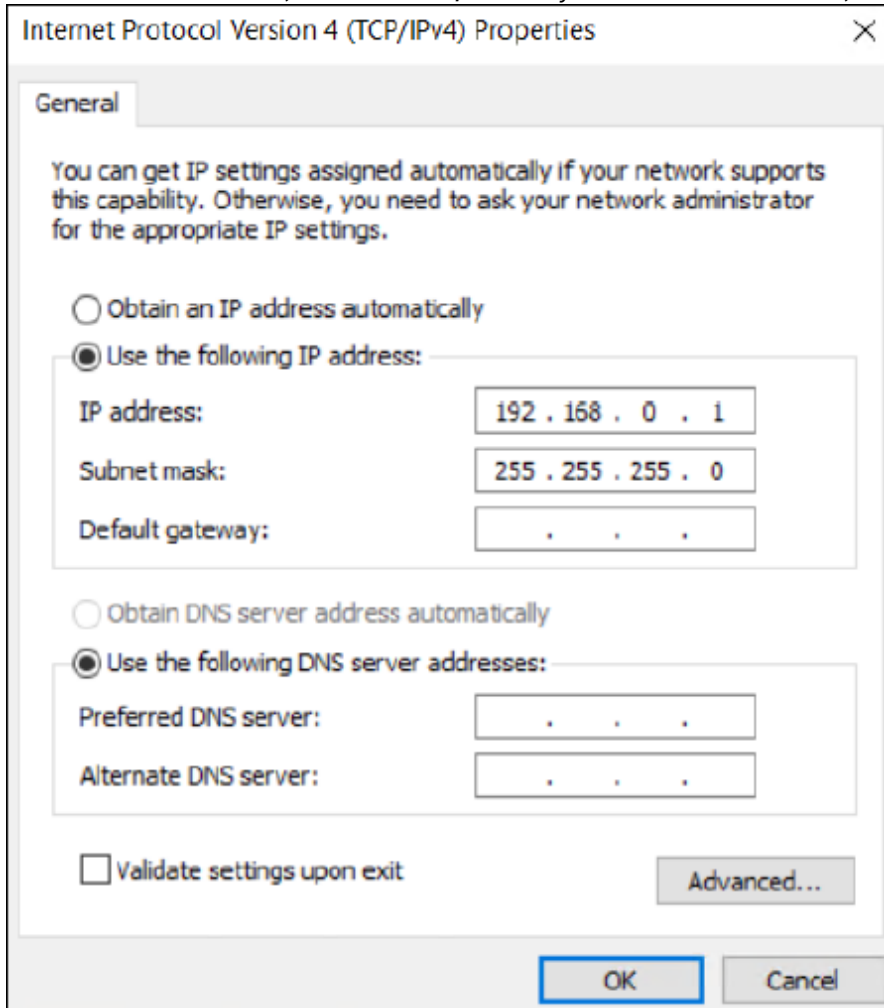 Internet Protocol Version 4 (TCP/IPv4) Properties
General
You can get IP settings assigned automatically if your network supports
this capability. Otherwise, you need to ask your network administrator
for the appropriate IP settings.
Obtain an IP address automatically
Use the following IP address:
IP address: 192 . 168 . 0 . 1
Subnet mask: 255 . 255 . 255 . 0
Default gateway: . . .
Obtain DNS server address automatically
Use the following DNS server addresses:
Preferred DNS server: . . .
Alternate DNS server: . . .
Validate settings upon exit
Advanced...
OK Cancel